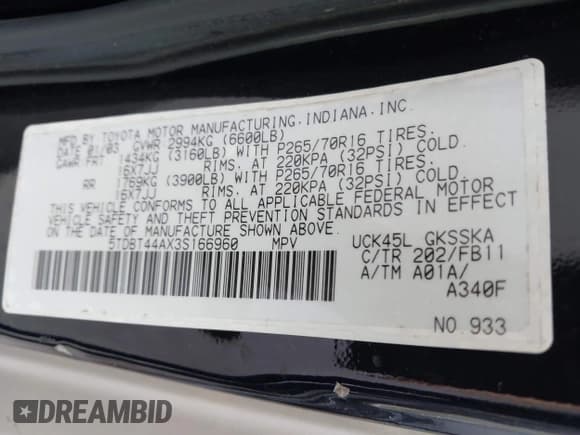 MFD. BY TOYOTA MOTOR MANUFACTURING, INDIANA, INC.
DATE 01/03 GVWR 2994KG (6600LB)
GAWR FRT 1434KG (3160LB) WITH P265/70R16 TIRES.
16X7JJ RIMS. AT 220KPA (32PSI) COLD.
RR 1769KG (3900LB) WITH P265/70R16 TIRES.
16X7JJ RIMS. AT 220KPA (32PSI) COLD.
THIS VEHICLE CONFORMS TO ALL APPLICABLE FEDERAL MOTOR
VEHICLE SAFETY AND THEFT PREVENTION STANDARDS IN EFFECT
ON THE DATE OF MANUFACTURE SHOWN ABOVE.
5TDBT44AX3S166960 MPV UCK45L GKSSKA
C/TR 202/FB11
A/TM A01A/
A340F
NO.933
DREAMBID